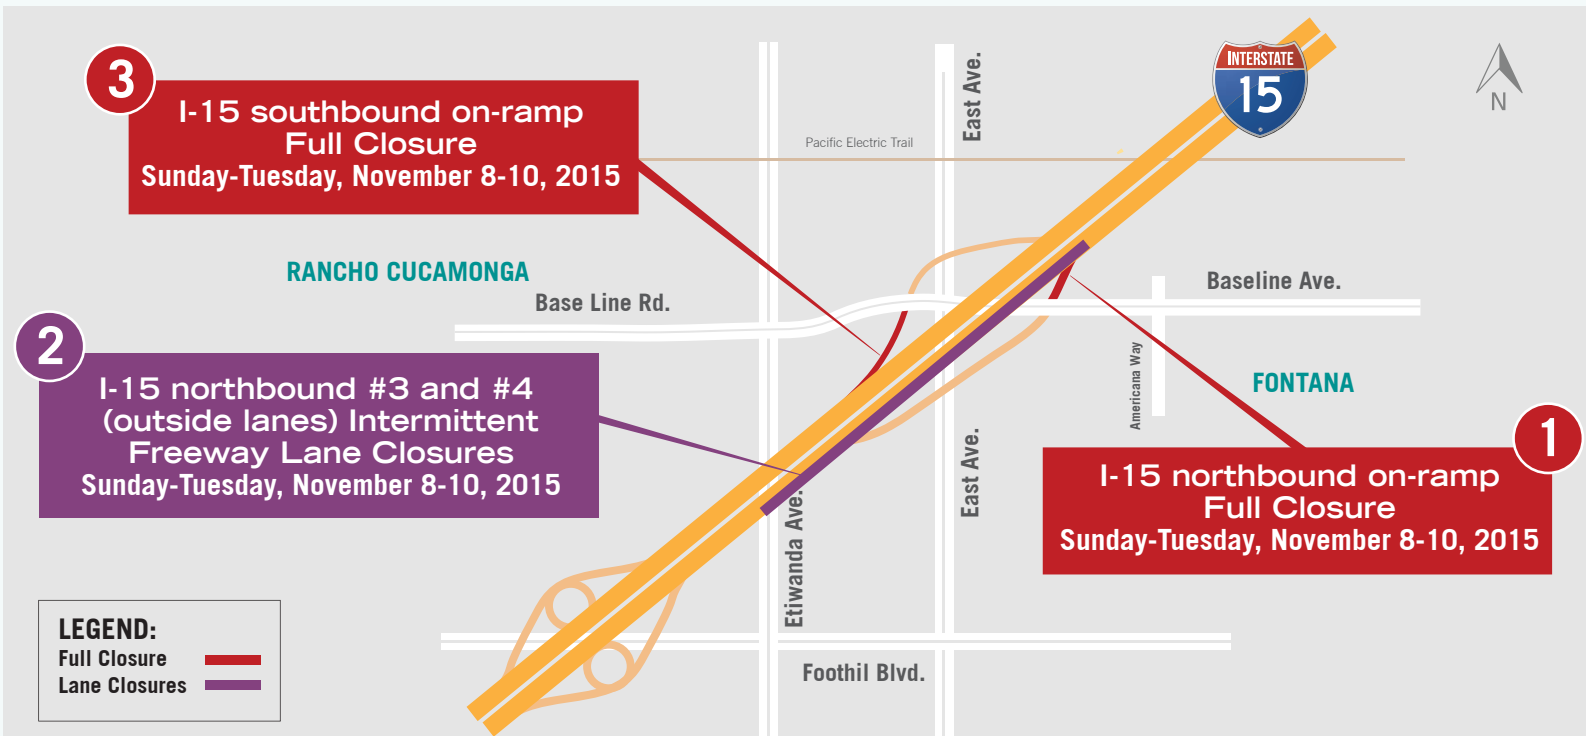 3
I-15 southbound on-ramp
Full Closure
Sunday-Tuesday, November 8-10, 2015
East Ave.
INTERSTATE
15
N
Pacific Electric Trail
RANCHO CUCAMONGA
Base Line Rd.
Baseline Ave.
2
I-15 northbound #3 and #4
(outside lanes) Intermittent
Freeway Lane Closures
Sunday-Tuesday, November 8-10, 2015
Americana Way
FONTANA
1
I-15 northbound on-ramp
Full Closure
Sunday-Tuesday, November 8-10, 2015
East Ave.
Etiwanda Ave.
LEGEND:
Full Closure
Lane Closures
Foothil Blvd.